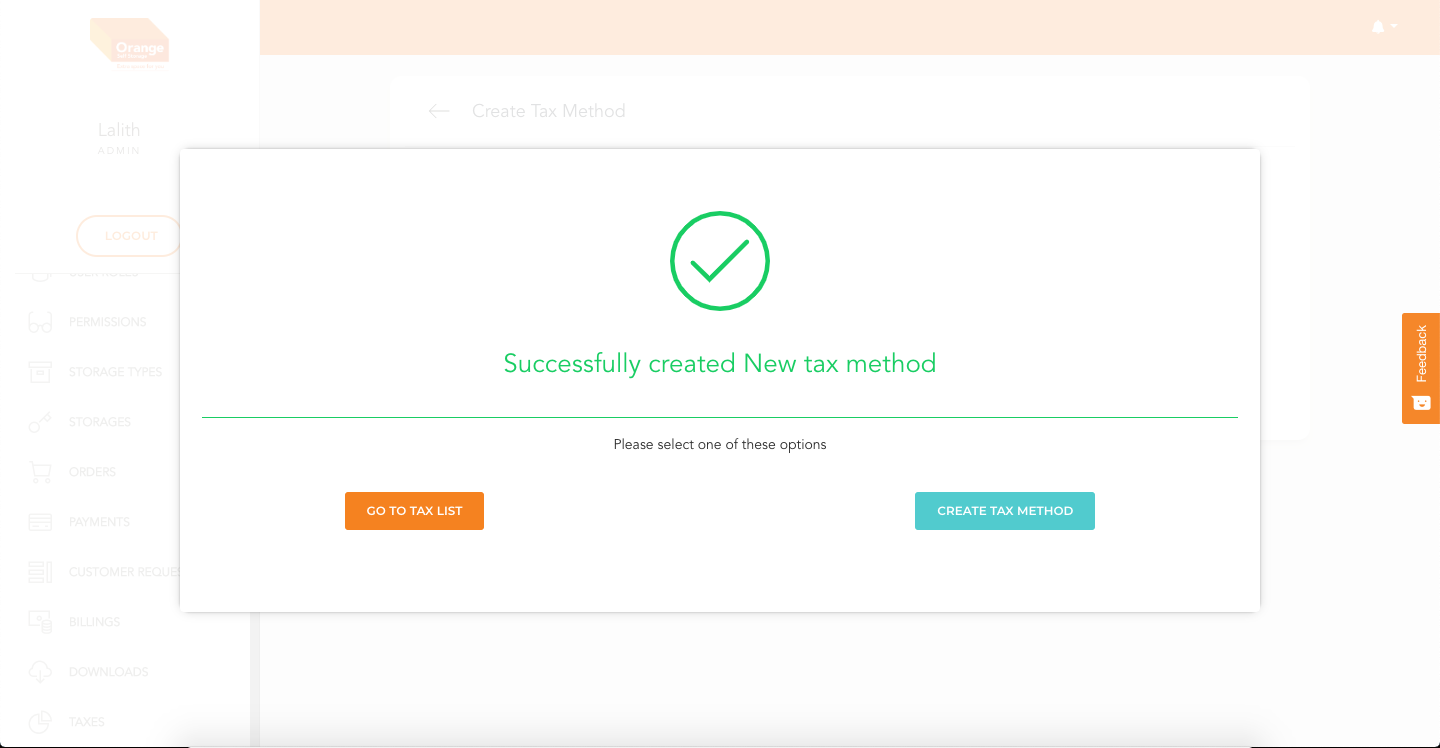 Orange
Create Tax Method
Lalith
ADMIN
LOGOUT
PERMISSIONS
STORAGE TYPES
STORAGES
ORDERS
PAYMENTS
CUSTOMER
BILLINGS
DOWNLOADS
TAXES
Successfully created New tax method
Please select one of these options
GO TO TAX LIST
CREATE TAX METHOD
Feedback